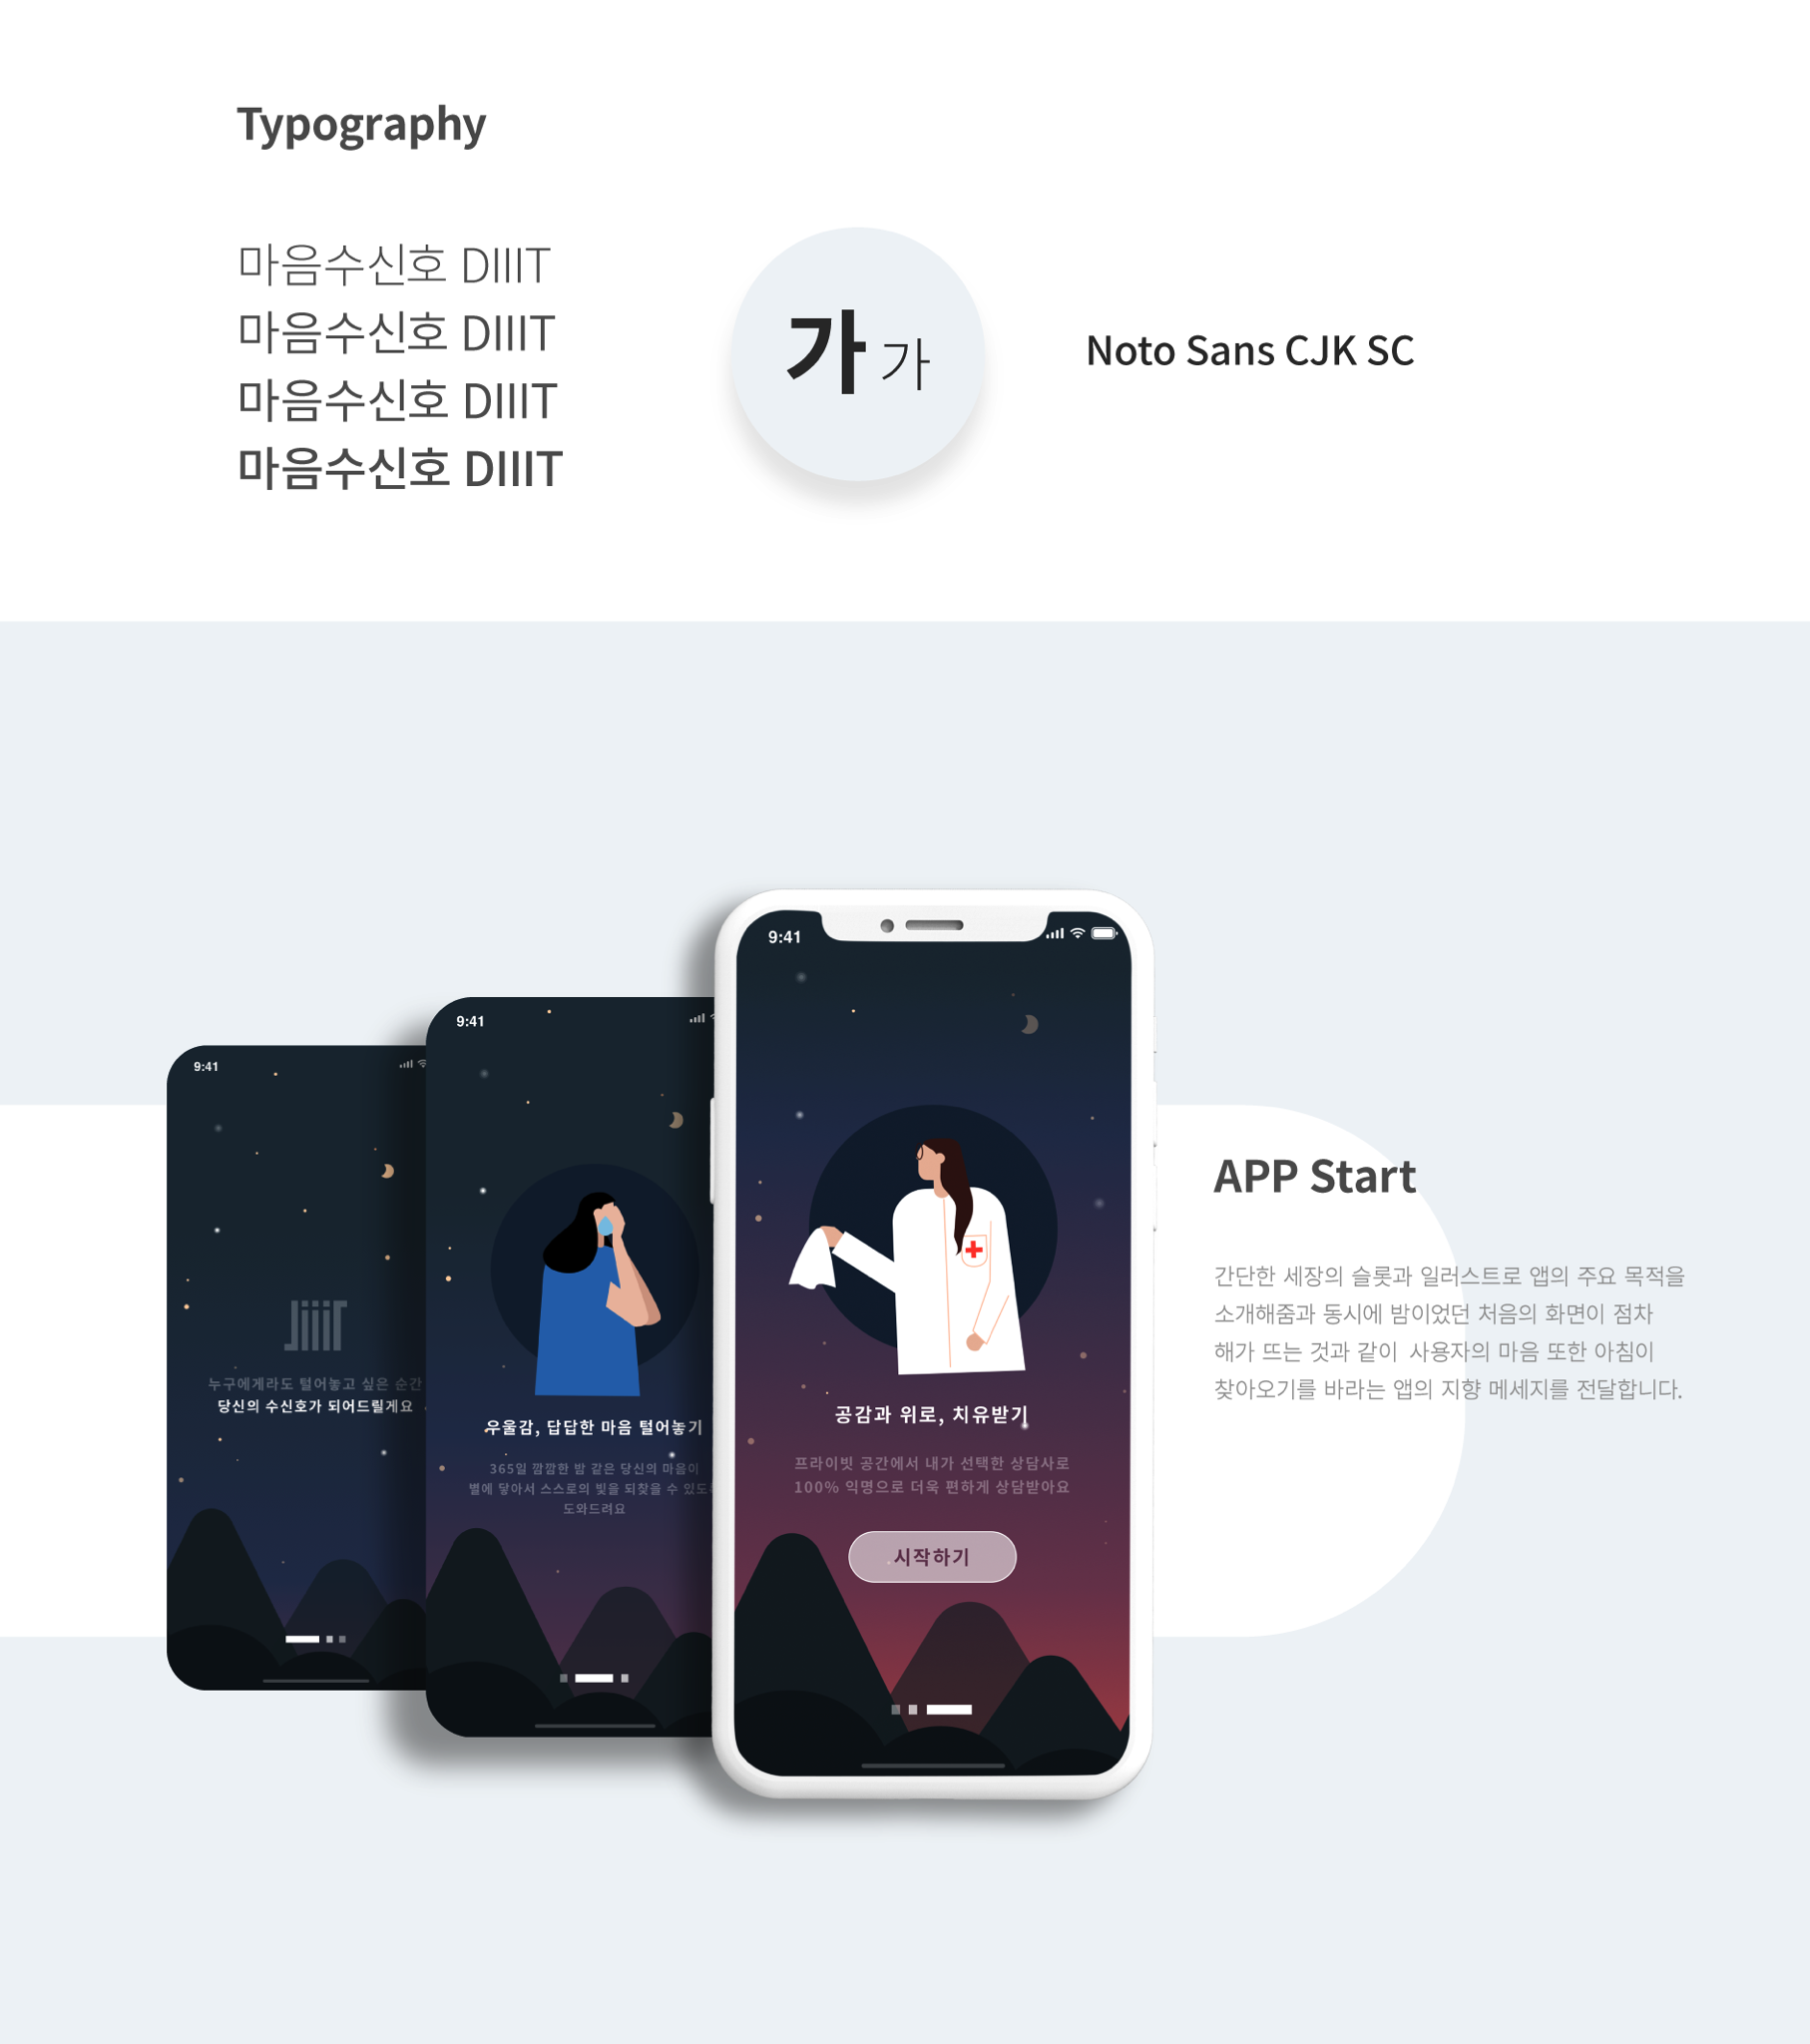 Typography
마음수신호 DIIIT
마음수신호 DIIIT
마음수신호 DIIIT
마음수신호 DIIIT
가 가
Noto Sans CJK SC
9:41
누구에게라도 털어놓고 싶은 순간
당신의 수신호가 되어드릴게요
9:41
우울감, 답답한 마음 털어놓기
365일 깜깜한 밤 같은 당신의 마음이
별에 닿아서 스스로의 빛을 되찾을 수 있도록
도와드려요
9:41
공감과 위로, 치유받기
프라이빗 공간에서 내가 선택한 상담사로
100% 익명으로 더욱 편하게 상담받아요
시작하기
APP Start
간단한 세장의 슬롯과 일러스트로 앱의 주요 목적을
소개해줌과 동시에 밤이었던 처음의 화면이 점차
해가 뜨는 것과 같이 사용자의 마음 또한 아침이
찾아오기를 바라는 앱의 지향 메세지를 전달합니다.